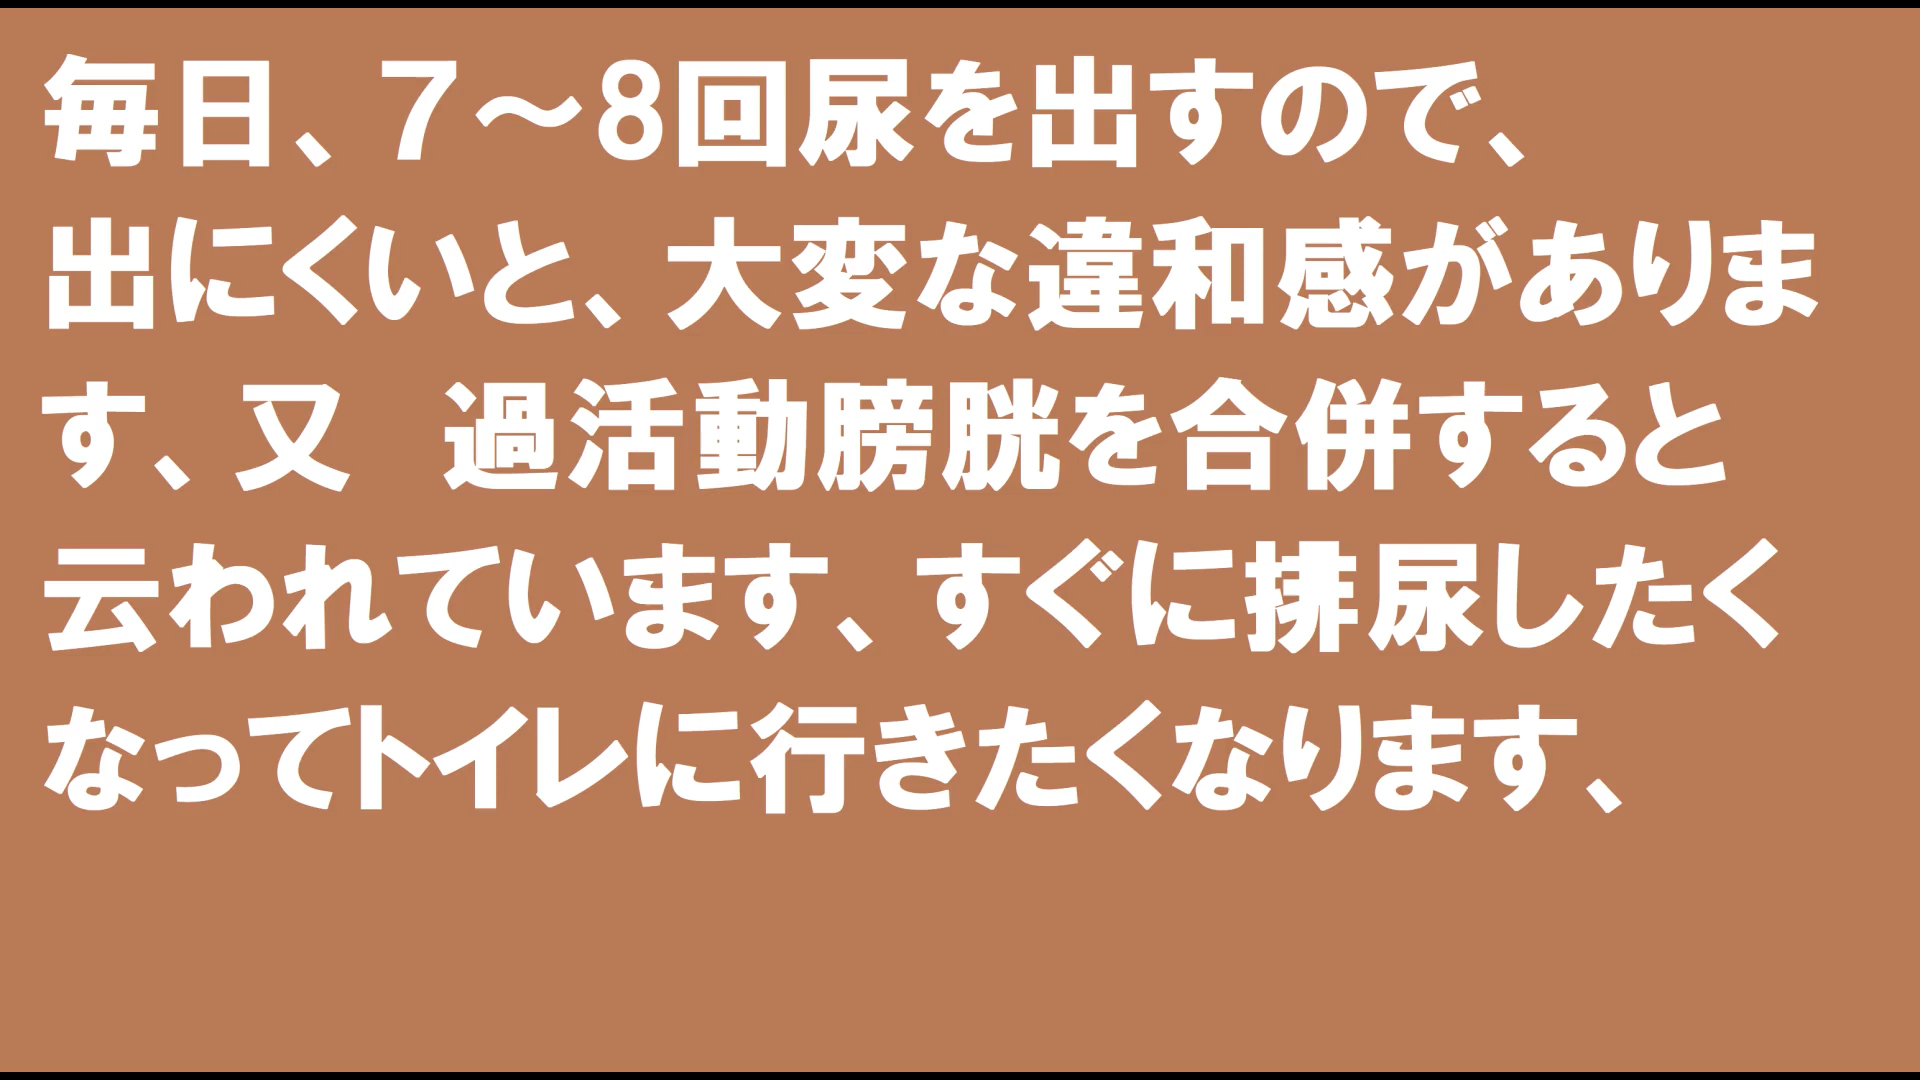 毎日、７～８回尿を出すので、
出にくいと、大変な違和感がありま
す、又　過活動膀胱を合併すると
云われています、すぐに排尿したく
なってトイレに行きたくなります、